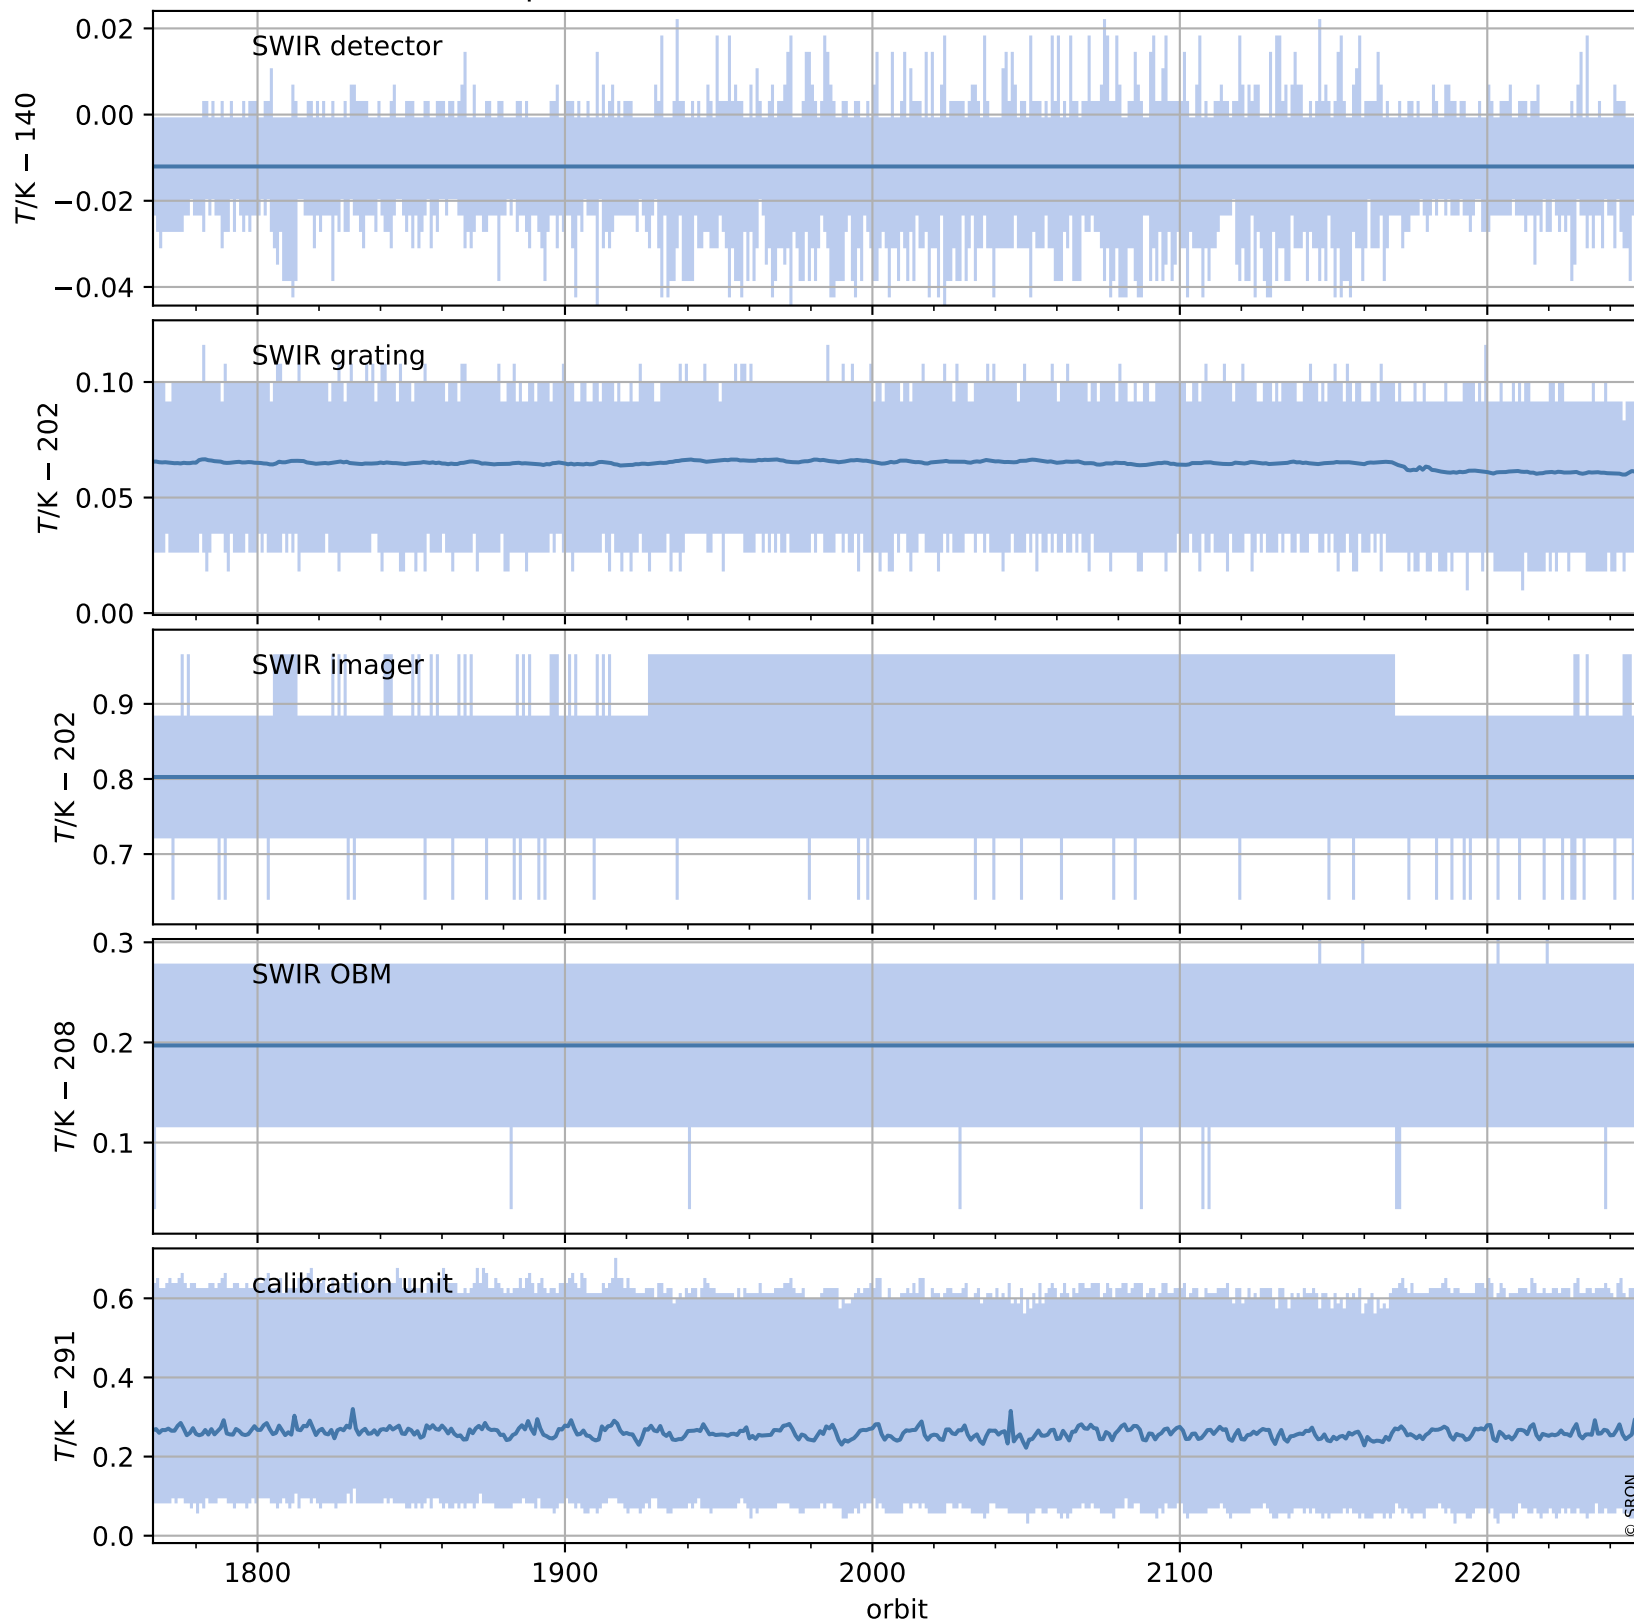 SWIR detector
T/K − 140
0.02
0.00
−0.02
−0.04
SWIR grating
T/K − 202
0.10
0.05
0.00
SWIR imager
T/K − 202
0.9
0.8
0.7
SWIR OBM
T/K − 208
0.3
0.2
0.1
calibration unit
T/K − 291
0.6
0.4
0.2
0.0
1800 1900 2000 2100 2200
orbit
© SRON